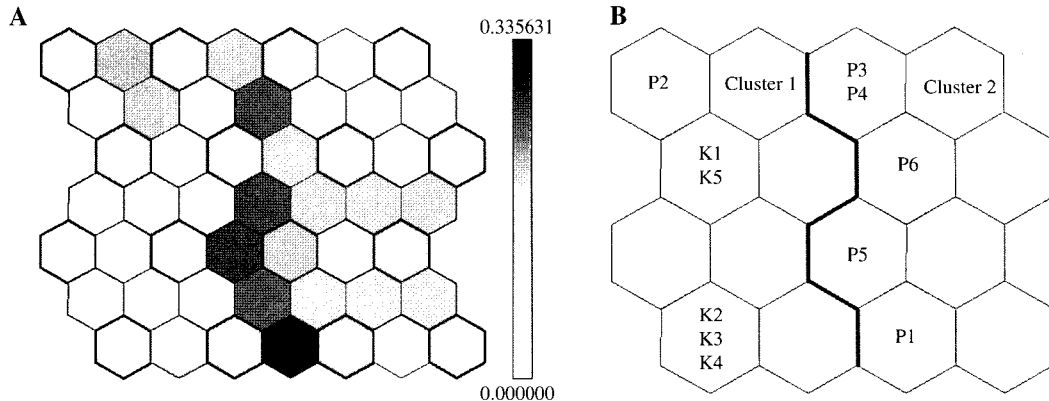 A
0.335631
0.000000
B
P2
Cluster 1
P3
P4
Cluster 2
K1
K5
P6
P5
K2
K3
K4
P1